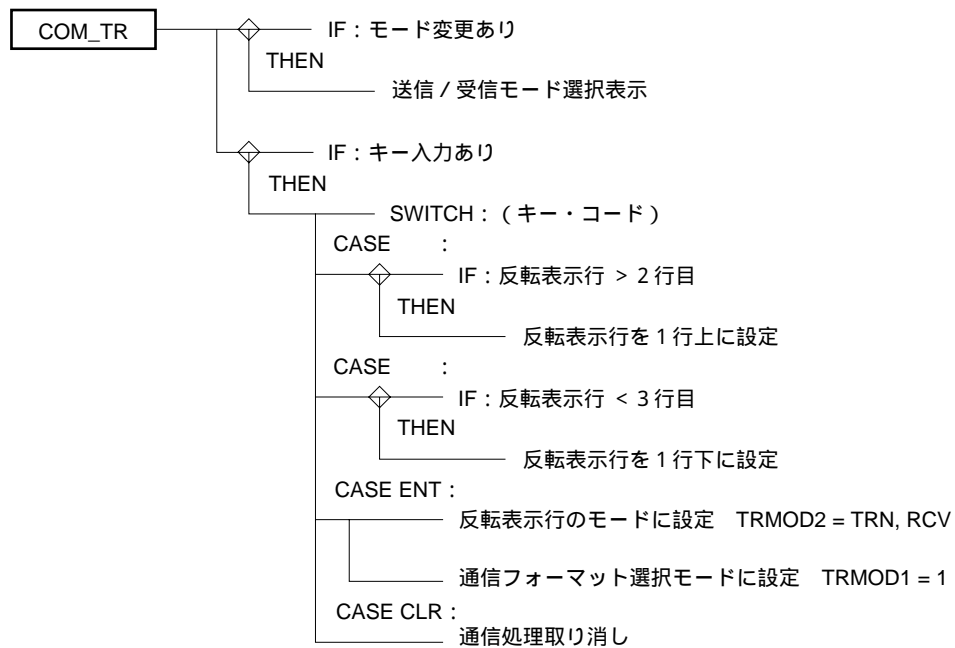 COM_TR
IF：モード変更あり
THEN
送信／受信モード選択表示
IF：キー入力あり
THEN
SWITCH：（キー・コード）
CASE　　：
IF：反転表示行 ＞ 2行目
THEN
反転表示行を1行上に設定
CASE　　：
IF：反転表示行 ＜ 3行目
THEN
反転表示行を1行下に設定
CASE ENT：
反転表示行のモードに設定　TRMOD2 = TRN, RCV
通信フォーマット選択モードに設定　TRMOD1 = 1
CASE CLR：
通信処理取り消し